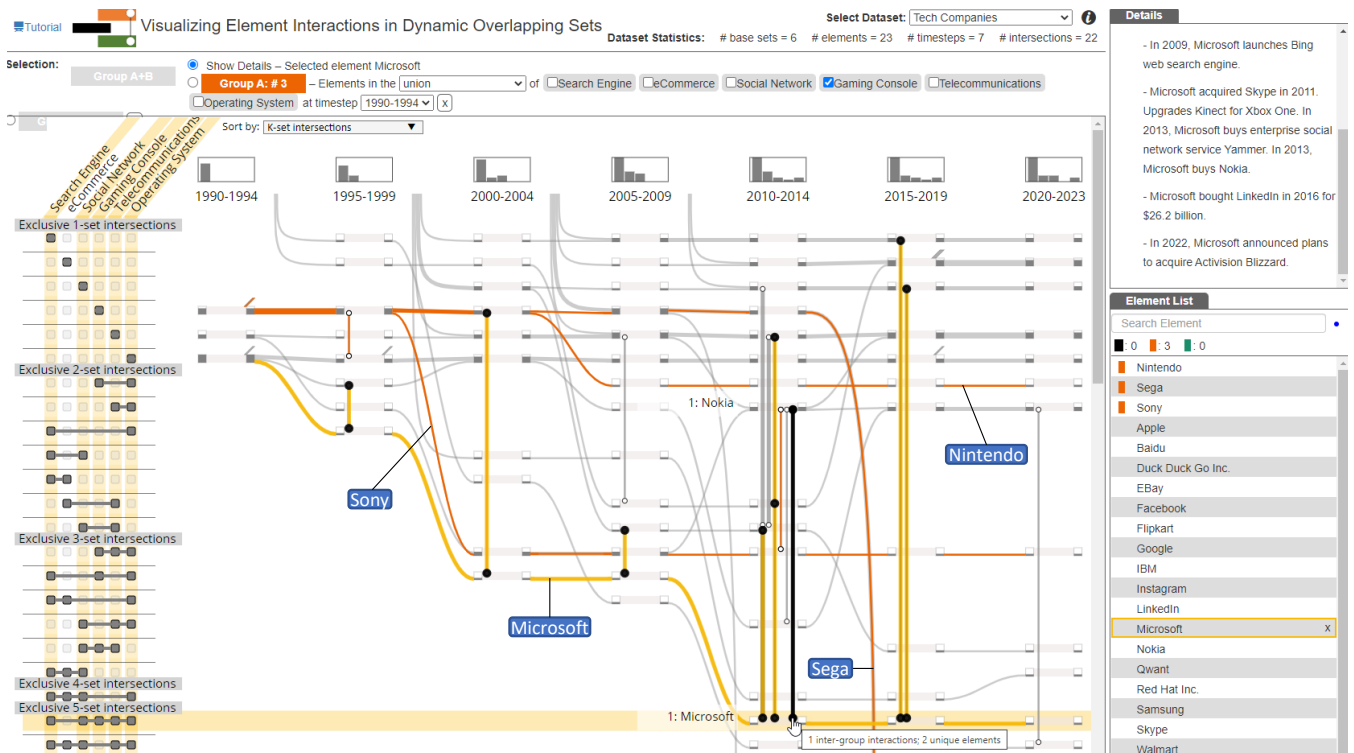 Tutorial
Visualizing Element Interactions in Dynamic Overlapping Sets
Select Dataset: Tech Companies
Dataset Statistics: # base sets = 6 # elements = 23 # timesteps = 7 # intersections = 22
Selection:
Group A+B
Show Details – Selected element Microsoft
Group A: # 3 – Elements in the union of Search Engine eCommerce Social Network Gaming Console Telecommunications
Operating System at timestep 1990-1994 x
G
Sort by: K-set intersections
Search Engine
eCommerce
Social Network
Gaming Console
Telecommunications
Operating System
1990-1994 1995-1999 2000-2004 2005-2009 2010-2014 2015-2019 2020-2023
Exclusive 1-set intersections
Exclusive 2-set intersections
1: Nokia
Nintendo
Sony
Exclusive 3-set intersections
Microsoft
Sega
Exclusive 4-set intersections
Exclusive 5-set intersections
1: Microsoft
1 inter-group interactions; 2 unique elements
Details
- In 2009, Microsoft launches Bing
web search engine.
- Microsoft acquired Skype in 2011.
Upgrades Kinect for Xbox One. In
2013, Microsoft buys enterprise social
network service Yammer. In 2013,
Microsoft buys Nokia.
- Microsoft bought LinkedIn in 2016 for
$26.2 billion.
- In 2022, Microsoft announced plans
to acquire Activision Blizzard.
Element List
Search Element
: 0 : 3 : 0
Nintendo
Sega
Sony
Apple
Baidu
Duck Duck Go Inc.
EBay
Facebook
Flipkart
Google
IBM
Instagram
LinkedIn
Microsoft x
Nokia
Qwant
Red Hat Inc.
Samsung
Skype
Walmart